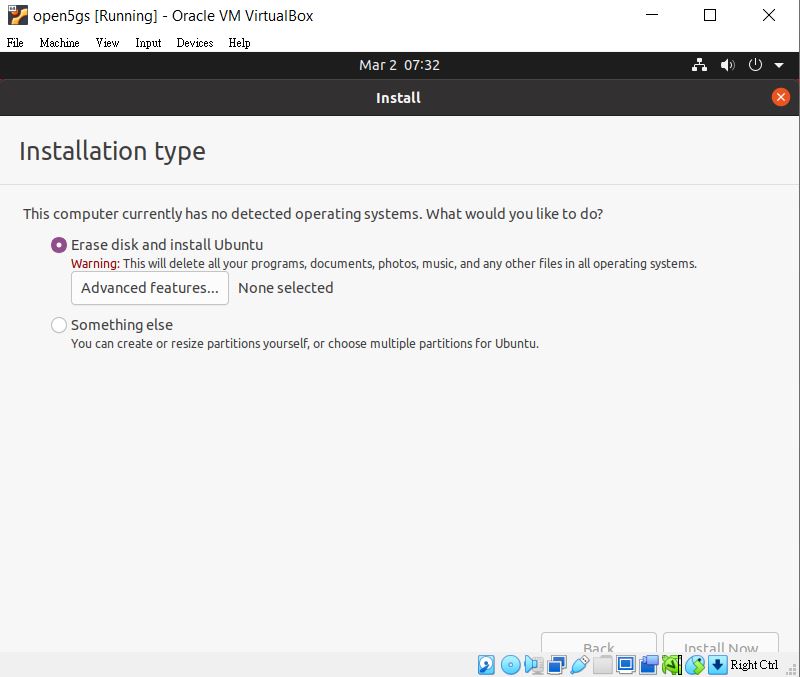 open5gs [Running] - Oracle VM VirtualBox
File Machine View Input Devices Help
Mar 2 07:32
Install
Installation type
This computer currently has no detected operating systems. What would you like to do?
Erase disk and install Ubuntu
Warning: This will delete all your programs, documents, photos, music, and any other files in all operating systems.
Advanced features... None selected
Something else
You can create or resize partitions yourself, or choose multiple partitions for Ubuntu.
Back Install Now
Right Ctrl